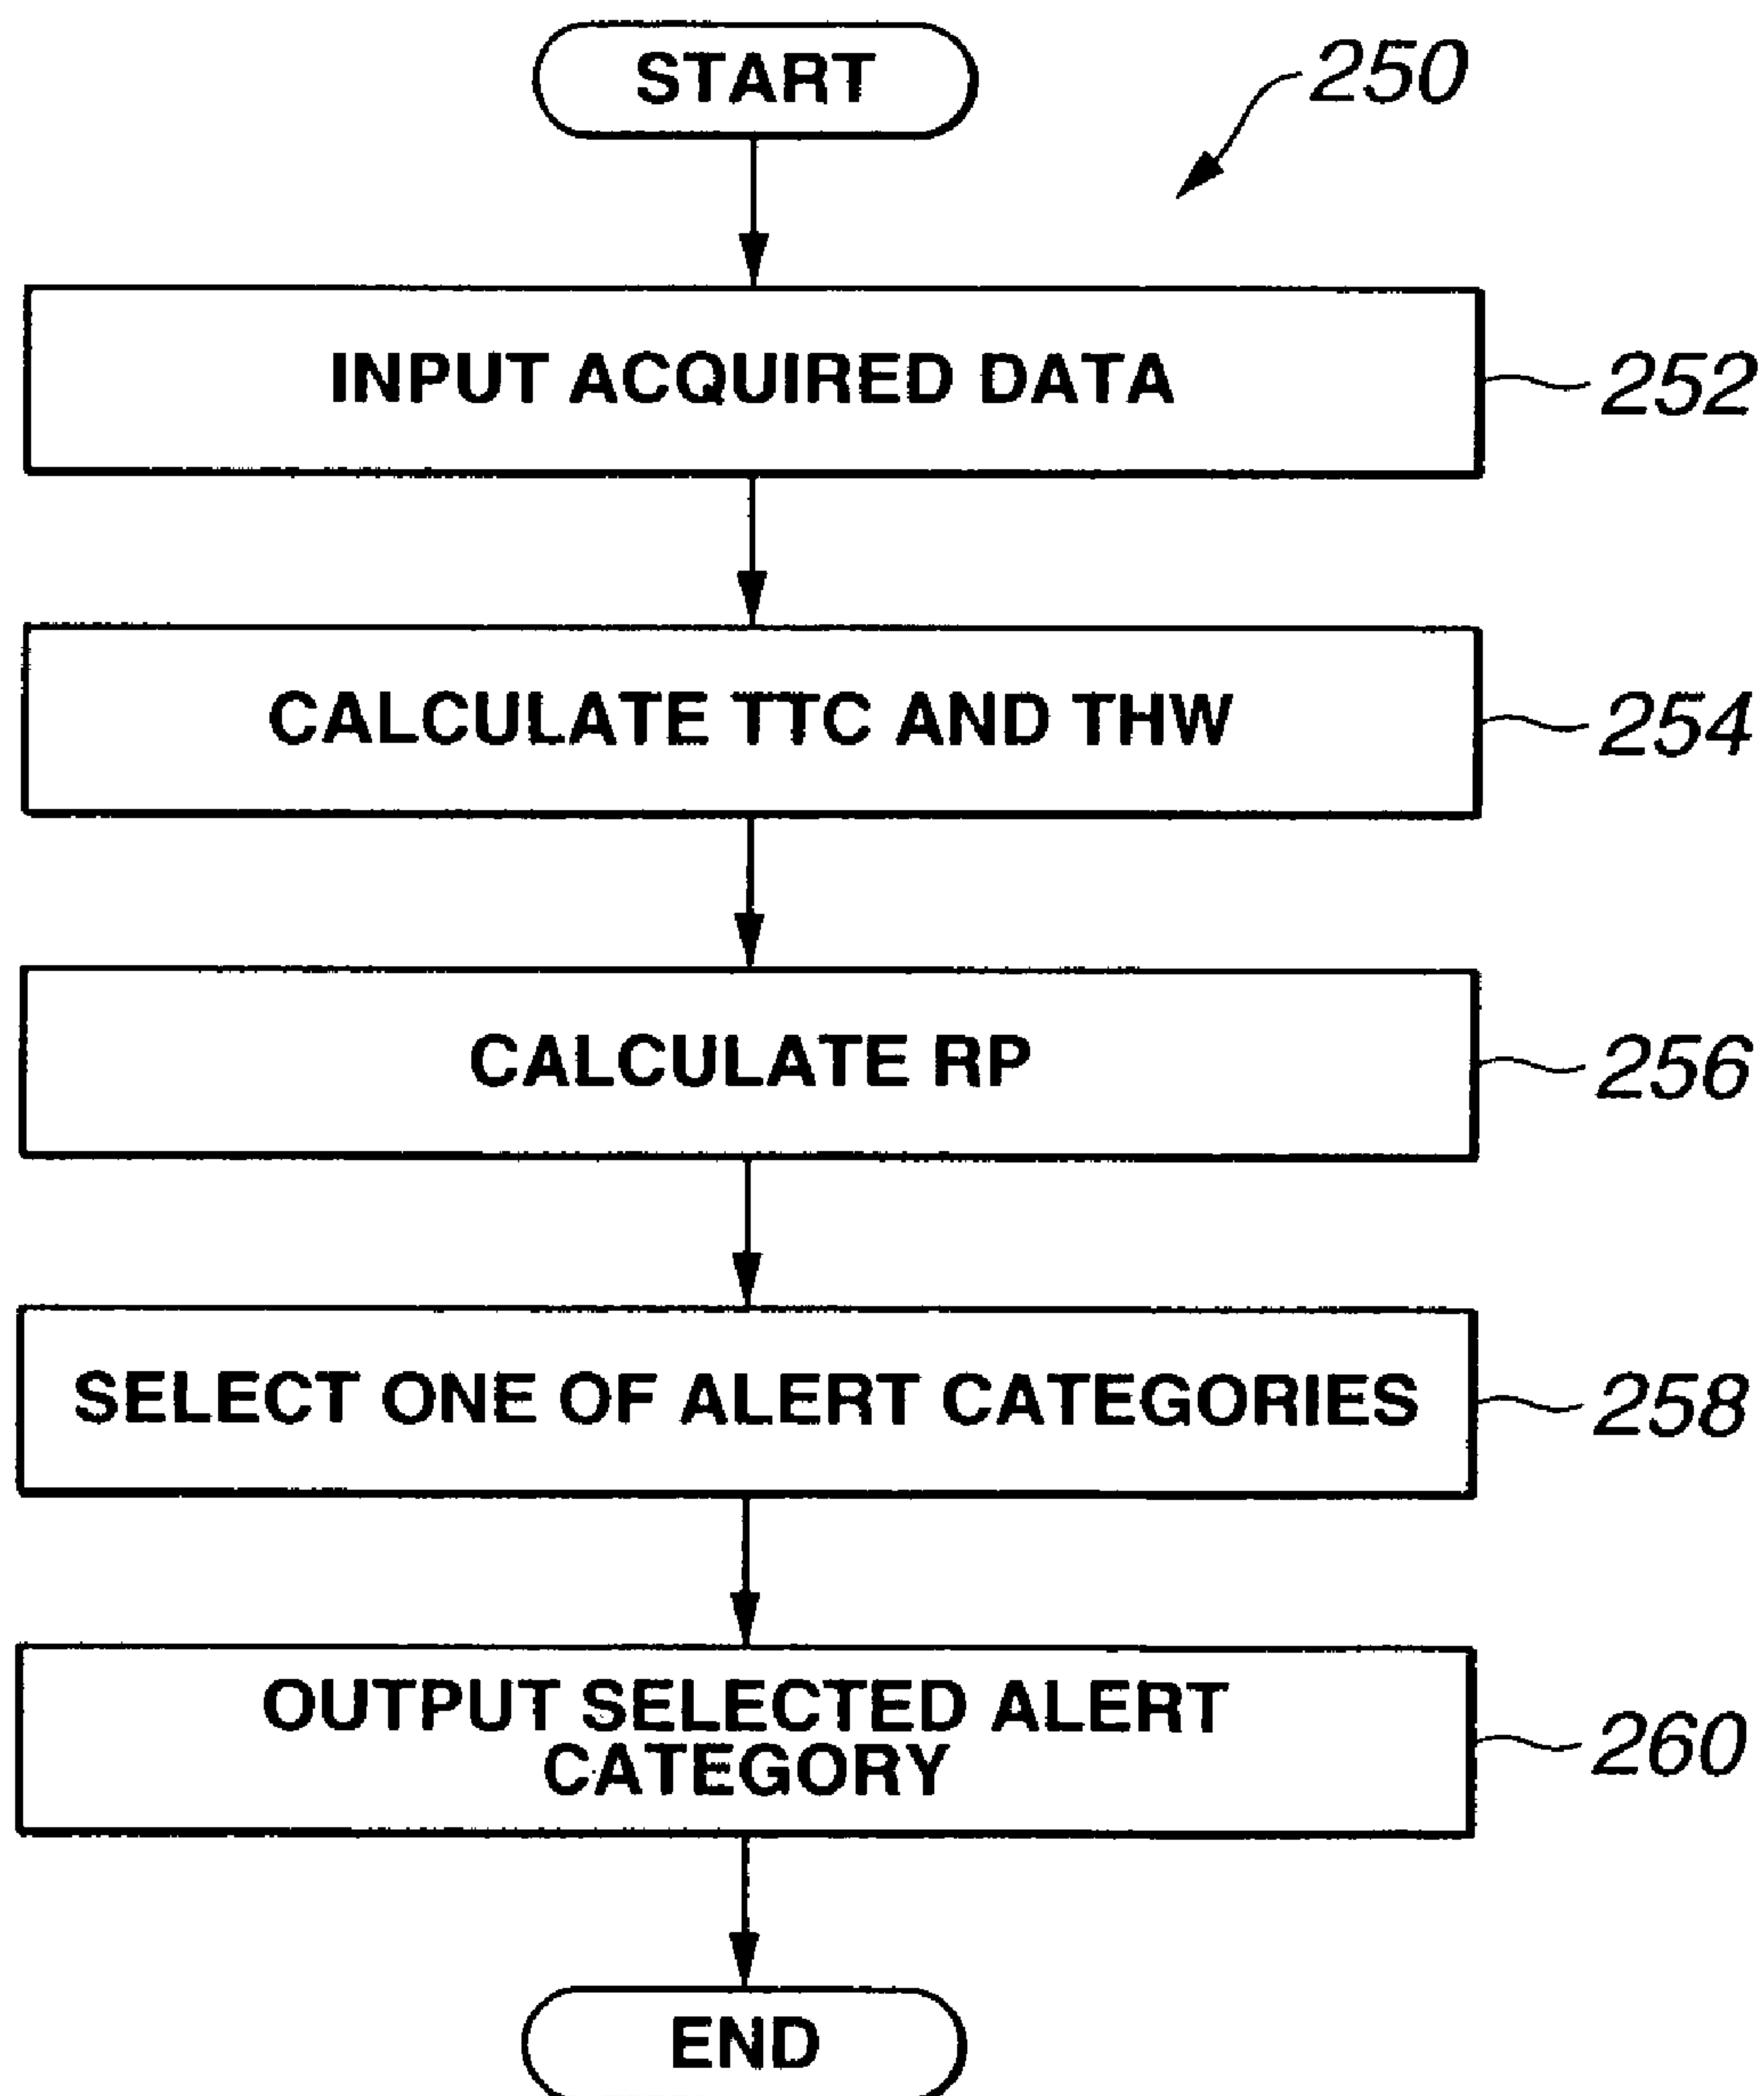 START
250
INPUT ACQUIRED DATA
252
CALCULATE TTC AND THW
254
CALCULATE RP
256
SELECT ONE OF ALERT CATEGORIES
258
OUTPUT SELECTED ALERT
CATEGORY
260
END